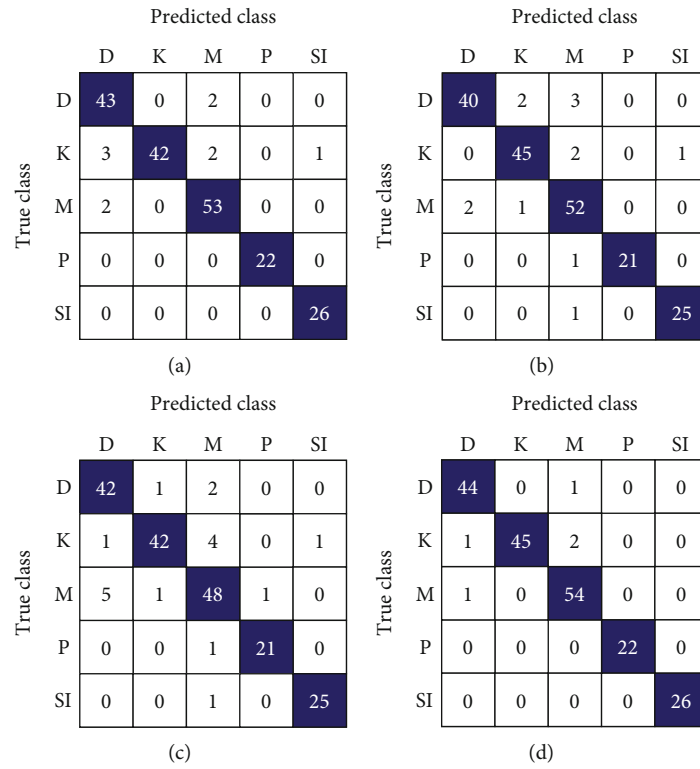 Predicted class
D K M P SI
D 43 0 2 0 0
K 3 42 2 0 1
M 2 0 53 0 0
P 0 0 0 22 0
SI 0 0 0 0 26
True class
(a)
Predicted class
D K M P SI
D 40 2 3 0 0
K 0 45 2 0 1
M 2 1 52 0 0
P 0 0 1 21 0
SI 0 0 1 0 25
True class
(b)
Predicted class
D K M P SI
D 42 1 2 0 0
K 1 42 4 0 1
M 5 1 48 1 0
P 0 0 1 21 0
SI 0 0 1 0 25
True class
(c)
Predicted class
D K M P SI
D 44 0 1 0 0
K 1 45 2 0 0
M 1 0 54 0 0
P 0 0 0 22 0
SI 0 0 0 0 26
True class
(d)